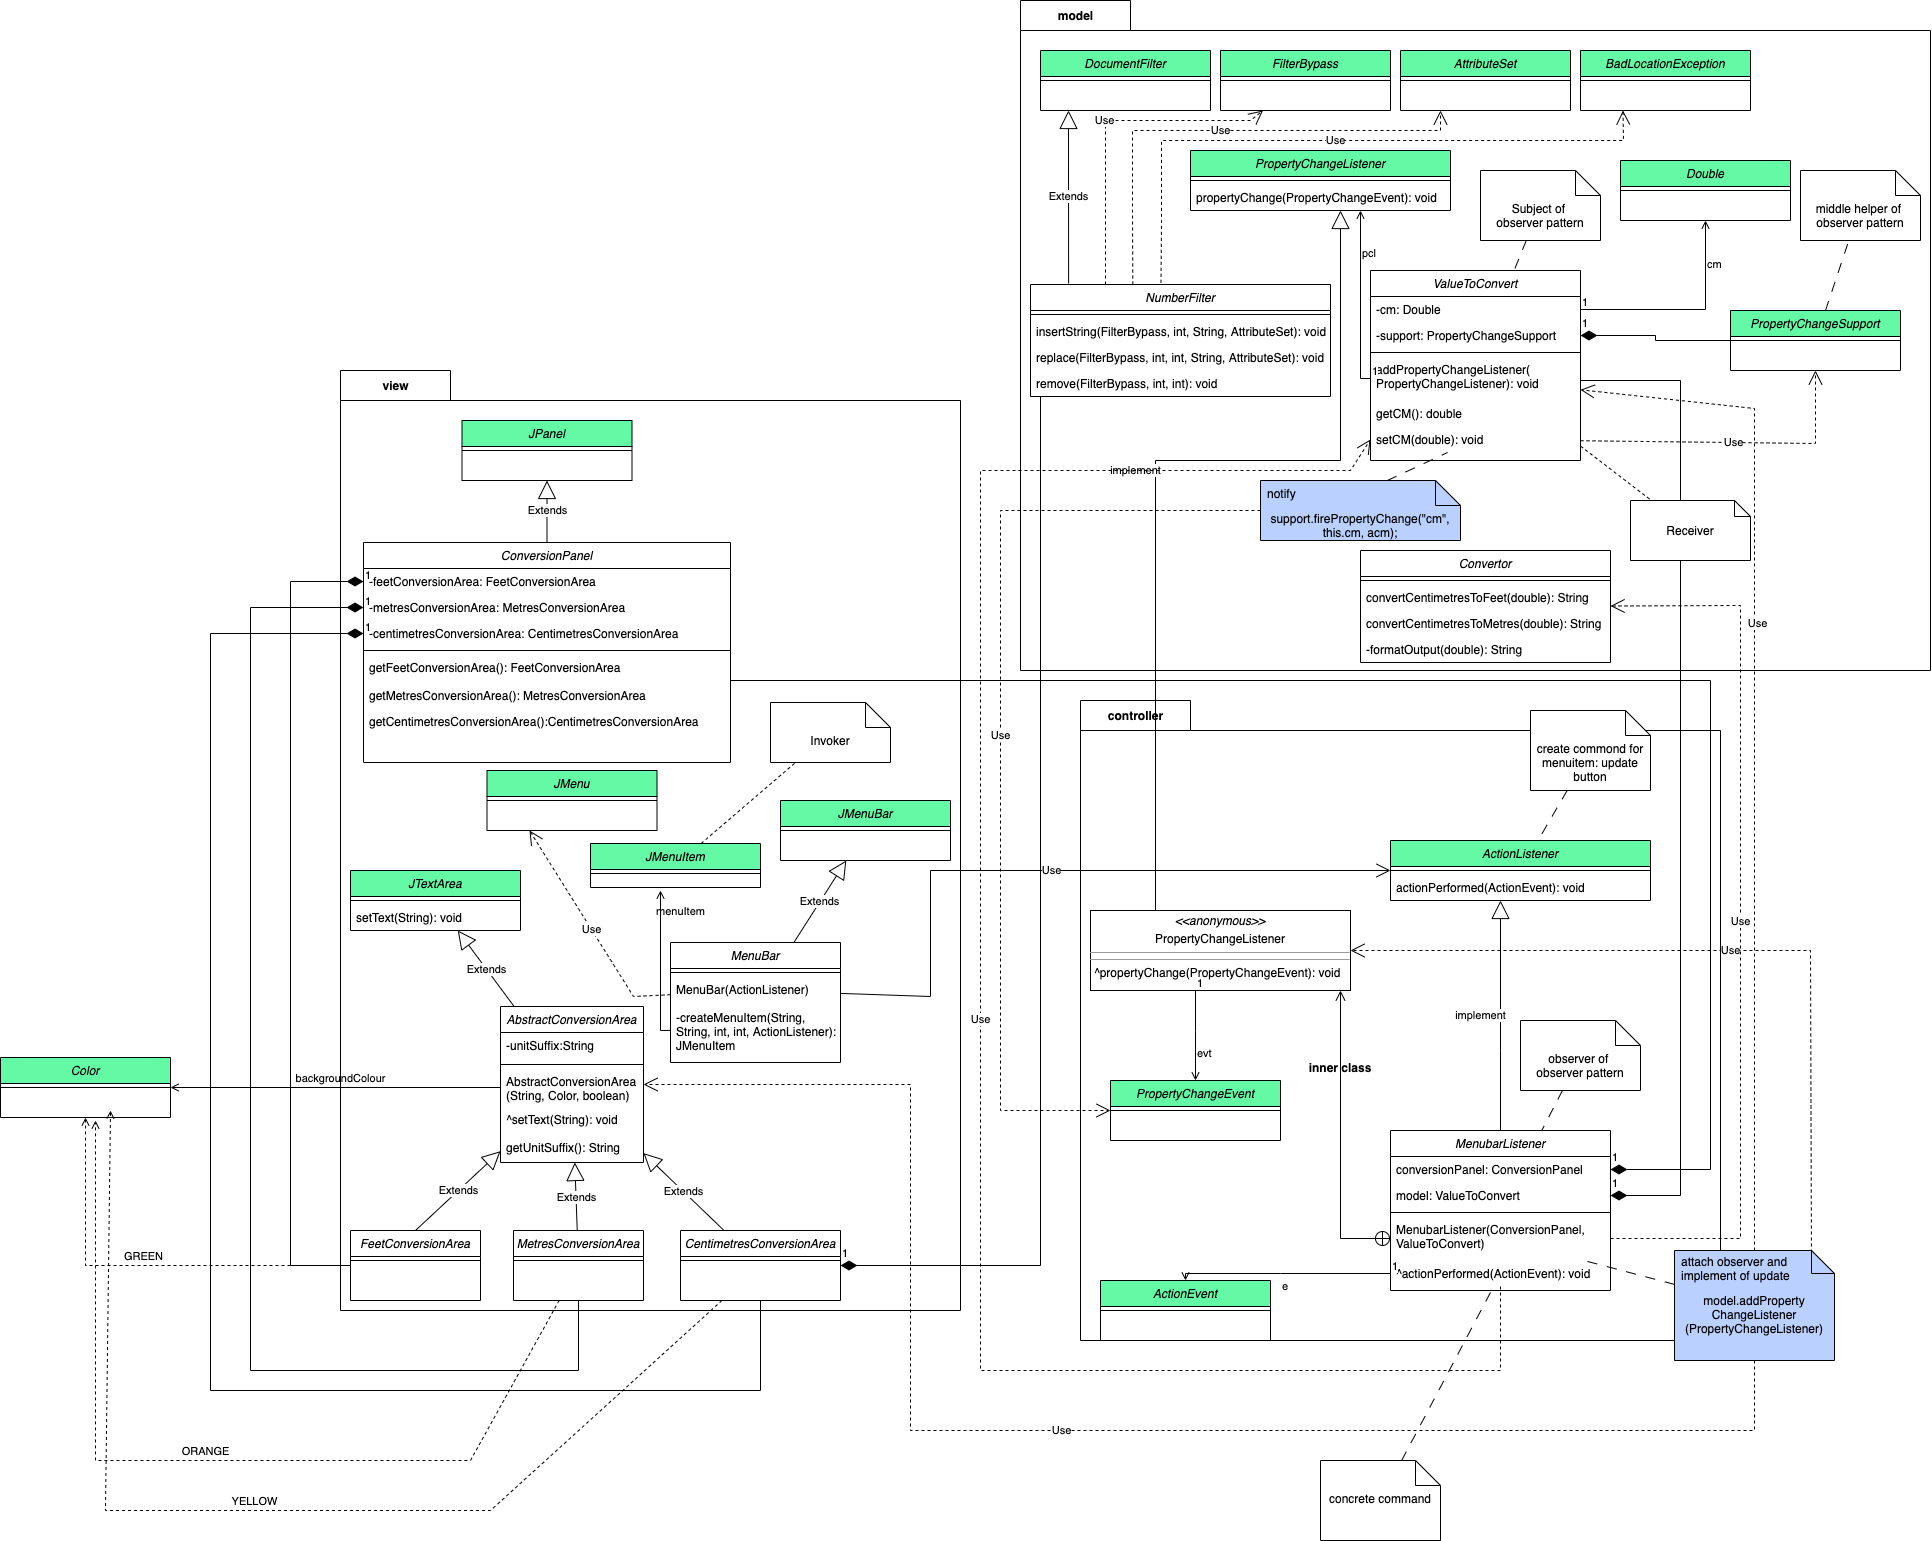 model
DocumentFilter
FilterBypass
AttributeSet
BadLocationException
Use
Use
Use
Extends
PropertyChangeListener
propertyChange(PropertyChangeEvent): void
Subject of
observer pattern
Double
middle helper of
observer pattern
pcl
cm
NumberFilter
insertString(FilterBypass, int, String, AttributeSet): void
replace(FilterBypass, int, int, String, AttributeSet): void
remove(FilterBypass, int, int): void
ValueToConvert
-cm: Double
-support: PropertyChangeSupport
1
1
1
addPropertyChangeListener(
PropertyChangeListener): void
getCM(): double
setCM(double): void
PropertyChangeSupport
Use
implement
notify
support.firePropertyChange("cm",
this.cm, acm);
Receiver
Convertor
convertCentimetresToFeet(double): String
convertCentimetresToMetres(double): String
-formatOutput(double): String
Use
view
JPanel
Extends
ConversionPanel
1
-feetConversionArea: FeetConversionArea
1
-metresConversionArea: MetresConversionArea
1
-centimetresConversionArea: CentimetresConversionArea
getFeetConversionArea(): FeetConversionArea
getMetresConversionArea(): MetresConversionArea
getCentimetresConversionArea():CentimetresConversionArea
Invoker
JMenu
JMenuBar
JMenuItem
JTextArea
setText(String): void
menuItem
Extends
Use
Extends
MenuBar
MenuBar(ActionListener)
-createMenuItem(String,
String, int, int, ActionListener):
JMenuItem
AbstractConversionArea
-unitSuffix:String
AbstractConversionArea
(String, Color, boolean)
^setText(String): void
getUnitSuffix(): String
Color
backgroundColour
Extends
Extends
Extends
FeetConversionArea
MetresConversionArea
CentimetresConversionArea
1
GREEN
ORANGE
YELLOW
Use
Use
Use
controller
create commond for
menuitem: update
button
ActionListener
actionPerformed(ActionEvent): void
<<anonymous>>
PropertyChangeListener
^propertyChange(PropertyChangeEvent): void
1
Use
Use
evt
implement
inner class
observer of
observer pattern
PropertyChangeEvent
MenubarListener
conversionPanel: ConversionPanel
1
model: ValueToConvert
1
MenubarListener(ConversionPanel,
ValueToConvert)
1
^actionPerformed(ActionEvent): void
e
ActionEvent
attach observer and
implement of update
model.addProperty
ChangeListener
(PropertyChangeListener)
Use
concrete command